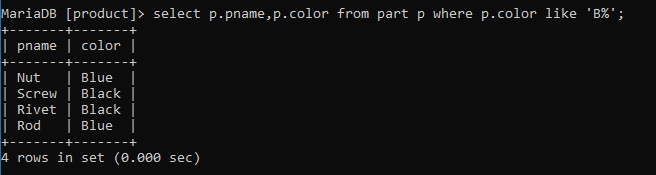 MariaDB [product]> select p.pname,p.color from part p where p.color like 'B%';
+-------+-------+
| pname | color |
+-------+-------+
| Nut   | Blue  |
| Screw | Black |
| Rivet | Black |
| Rod   | Blue  |
+-------+-------+
4 rows in set (0.000 sec)